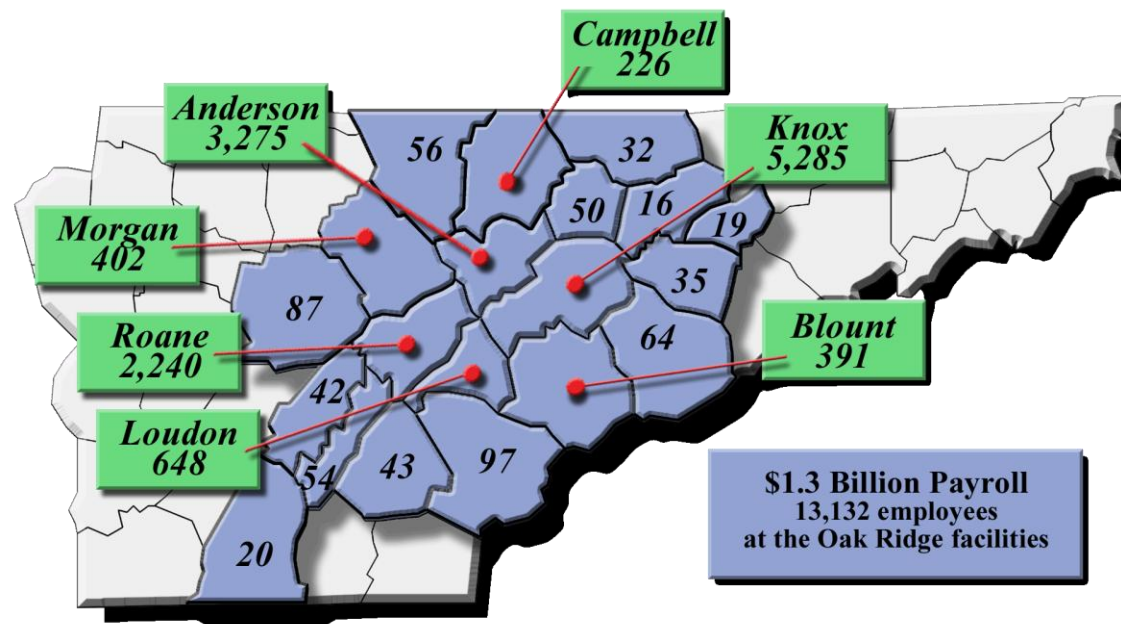 Campbell
226
Anderson
3,275
Knox
5,285
56
32
50
16
19
Morgan
402
35
87
Roane
2,240
64
Blount
391
42
Loudon
648
54
43
97
20
$1.3 Billion Payroll
13,132 employees
at the Oak Ridge facilities